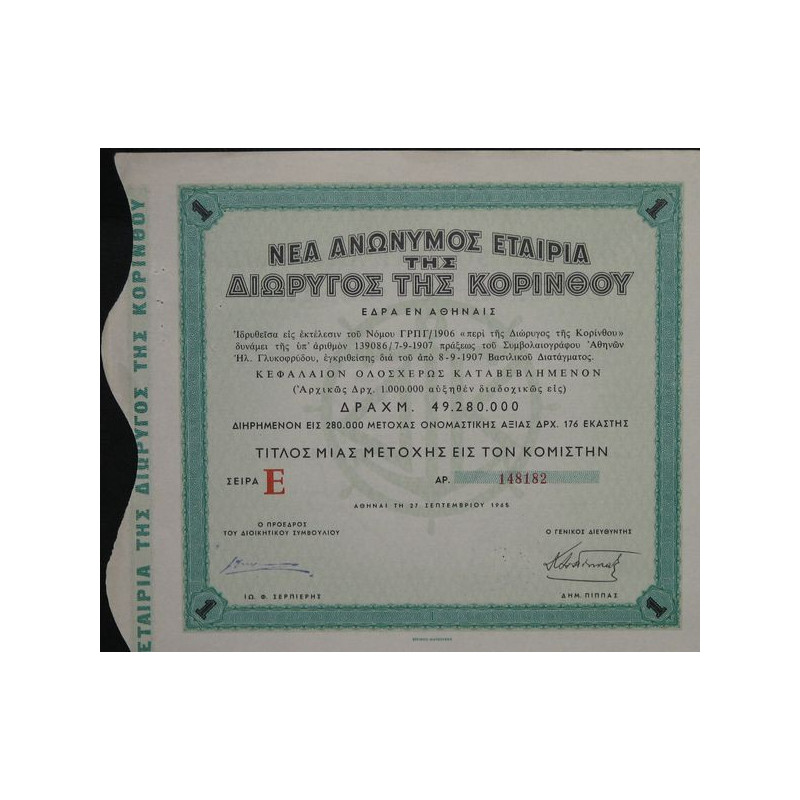 ΕΤΑΙΡΙΑ ΤΗΣ ΔΙΩΡΥΓΟΣ ΤΗΣ ΚΟΡΙΝΘΟΥ
1
1
ΝΕΑ ΑΝΩΝΥΜΟΣ ΕΤΑΙΡΙΑ
ΤΗΣ
ΔΙΩΡΥΓΟΣ ΤΗΣ ΚΟΡΙΝΘΟΥ
ΕΔΡΑ ΕΝ ΑΘΗΝΑΙΣ
Ἱδρυθεῖσα εἰς ἐκτέλεσιν τοῦ Νόμου ΓΡΠΓ/1906 «περὶ τῆς Διώρυγος τῆς Κορίνθου»
δυνάμει τῆς ὑπ' ἀριθμὸν 139086/7-9-1907 πράξεως τοῦ Συμβολαιογράφου Ἀθηνῶν
Ἠλ. Γλυκοφρύδου, ἐγκριθείσης διὰ τοῦ ἀπὸ 8-9-1907 Βασιλικοῦ Διατάγματος.
ΚΕΦΑΛΑΙΟΝ ΟΛΟΣΧΕΡΩΣ ΚΑΤΑΒΕΒΛΗΜΕΝΟΝ
(Ἀρχικῶς Δρχ. 1.000.000 αὐξηθὲν διαδοχικῶς εἰς)
ΔΡΑΧΜ. 49.280.000
ΔΙΗΡΗΜΕΝΟΝ ΕΙΣ 280.000 ΜΕΤΟΧΑΣ ΟΝΟΜΑΣΤΙΚΗΣ ΑΞΙΑΣ ΔΡΧ. 176 ΕΚΑΣΤΗΣ
ΤΙΤΛΟΣ ΜΙΑΣ ΜΕΤΟΧΗΣ ΕΙΣ ΤΟΝ ΚΟΜΙΣΤΗΝ
ΣΕΙΡΑ Ε ΑΡ. 148182
ΑΘΗΝΑΙ ΤΗ 27 ΣΕΠΤΕΜΒΡΙΟΥ 1965
Ο ΠΡΟΕΔΡΟΣ
ΤΟΥ ΔΙΟΙΚΗΤΙΚΟΥ ΣΥΜΒΟΥΛΙΟΥ
Ο ΓΕΝΙΚΟΣ ΔΙΕΥΘΥΝΤΗΣ
ΙΩ. Φ. ΣΕΡΠΙΕΡΗΣ
ΔΗΜ. ΠΙΠΠΑΣ
1
1